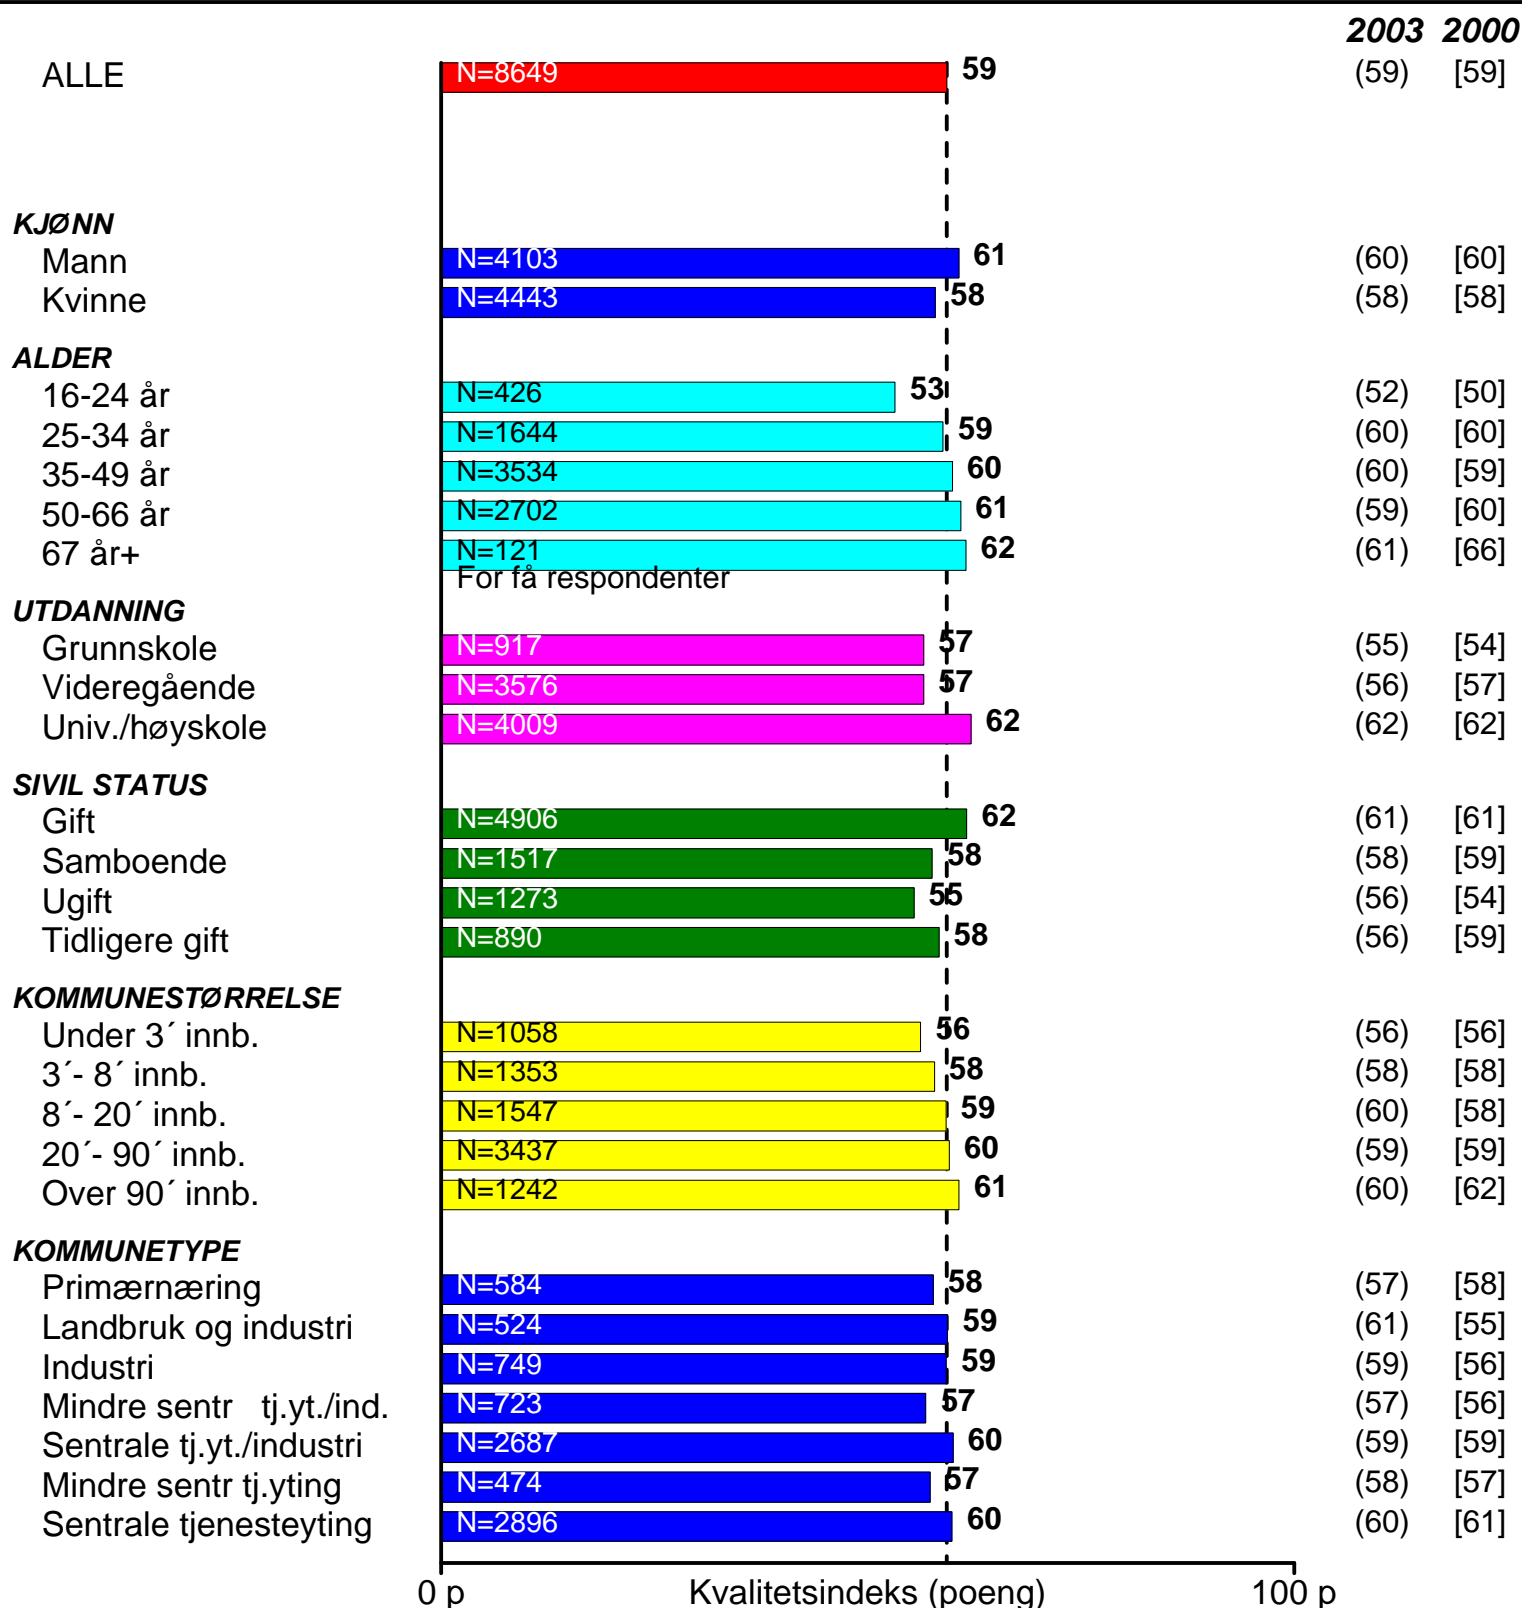 2003 2000
ALLE N=8649 59 (59) [59]
KJØNN
Mann N=4103 61 (60) [60]
Kvinne N=4443 58 (58) [58]
ALDER
16-24 år N=426 53 (52) [50]
25-34 år N=1644 59 (60) [60]
35-49 år N=3534 60 (60) [59]
50-66 år N=2702 61 (59) [60]
67 år+ N=121 62 (61) [66]
For få respondenter
UTDANNING
Grunnskole N=917 57 (55) [54]
Videregående N=3576 57 (56) [57]
Univ./høyskole N=4009 62 (62) [62]
SIVIL STATUS
Gift N=4906 62 (61) [61]
Samboende N=1517 58 (58) [59]
Ugift N=1273 55 (56) [54]
Tidligere gift N=890 58 (56) [59]
KOMMUNESTØRRELSE
Under 3´ innb. N=1058 56 (56) [56]
3´- 8´ innb. N=1353 58 (58) [58]
8´- 20´ innb. N=1547 59 (60) [58]
20´- 90´ innb. N=3437 60 (59) [59]
Over 90´ innb. N=1242 61 (60) [62]
KOMMUNETYPE
Primærnæring N=584 58 (57) [58]
Landbruk og industri N=524 59 (61) [55]
Industri N=749 59 (59) [56]
Mindre sentr tj.yt./ind. N=723 57 (57) [56]
Sentrale tj.yt./industri N=2687 60 (59) [59]
Mindre sentr tj.yting N=474 57 (58) [57]
Sentrale tjenesteyting N=2896 60 (60) [61]
0 p Kvalitetsindeks (poeng) 100 p